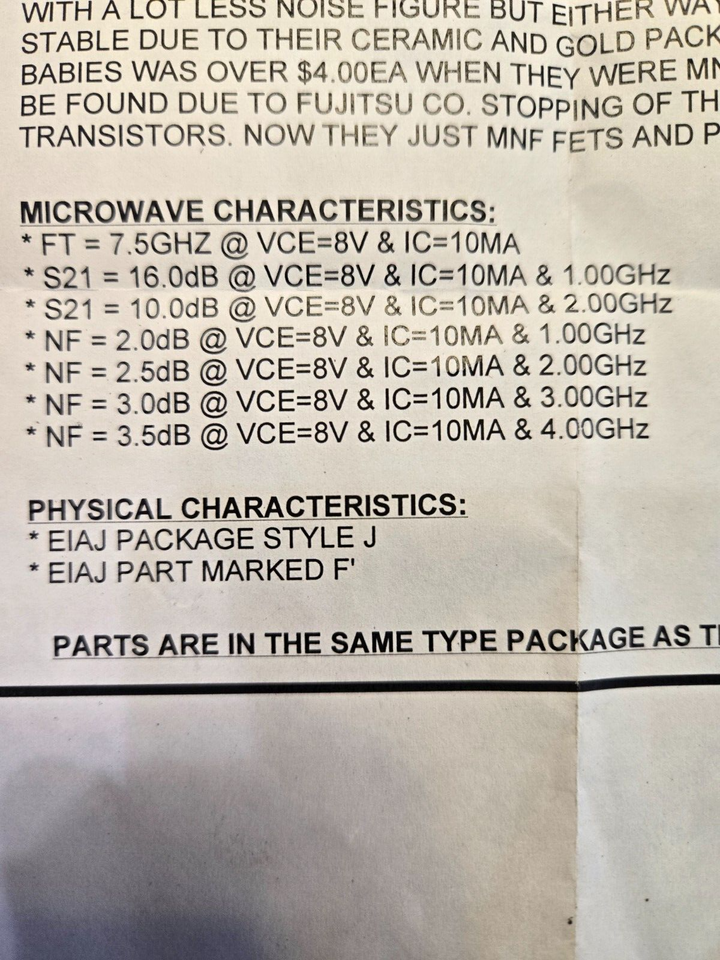 WITH A LOT LESS NOISE FIGURE BUT EITHER WAY
STABLE DUE TO THEIR CERAMIC AND GOLD PACK
BABIES WAS OVER $4.00EA WHEN THEY WERE MN
BE FOUND DUE TO FUJITSU CO. STOPPING OF TH
TRANSISTORS. NOW THEY JUST MNF FETS AND P
MICROWAVE CHARACTERISTICS:
* FT = 7.5GHZ @ VCE=8V & IC=10MA
* S21 = 16.0dB @ VCE=8V & IC=10MA & 1.00GHz
* S21 = 10.0dB @ VCE=8V & IC=10MA & 2.00GHz
* NF = 2.0dB @ VCE=8V & IC=10MA & 1.00GHz
* NF = 2.5dB @ VCE=8V & IC=10MA & 2.00GHz
* NF = 3.0dB @ VCE=8V & IC=10MA & 3.00GHz
* NF = 3.5dB @ VCE=8V & IC=10MA & 4.00GHz
PHYSICAL CHARACTERISTICS:
* EIAJ PACKAGE STYLE J
* EIAJ PART MARKED F'
PARTS ARE IN THE SAME TYPE PACKAGE AS T